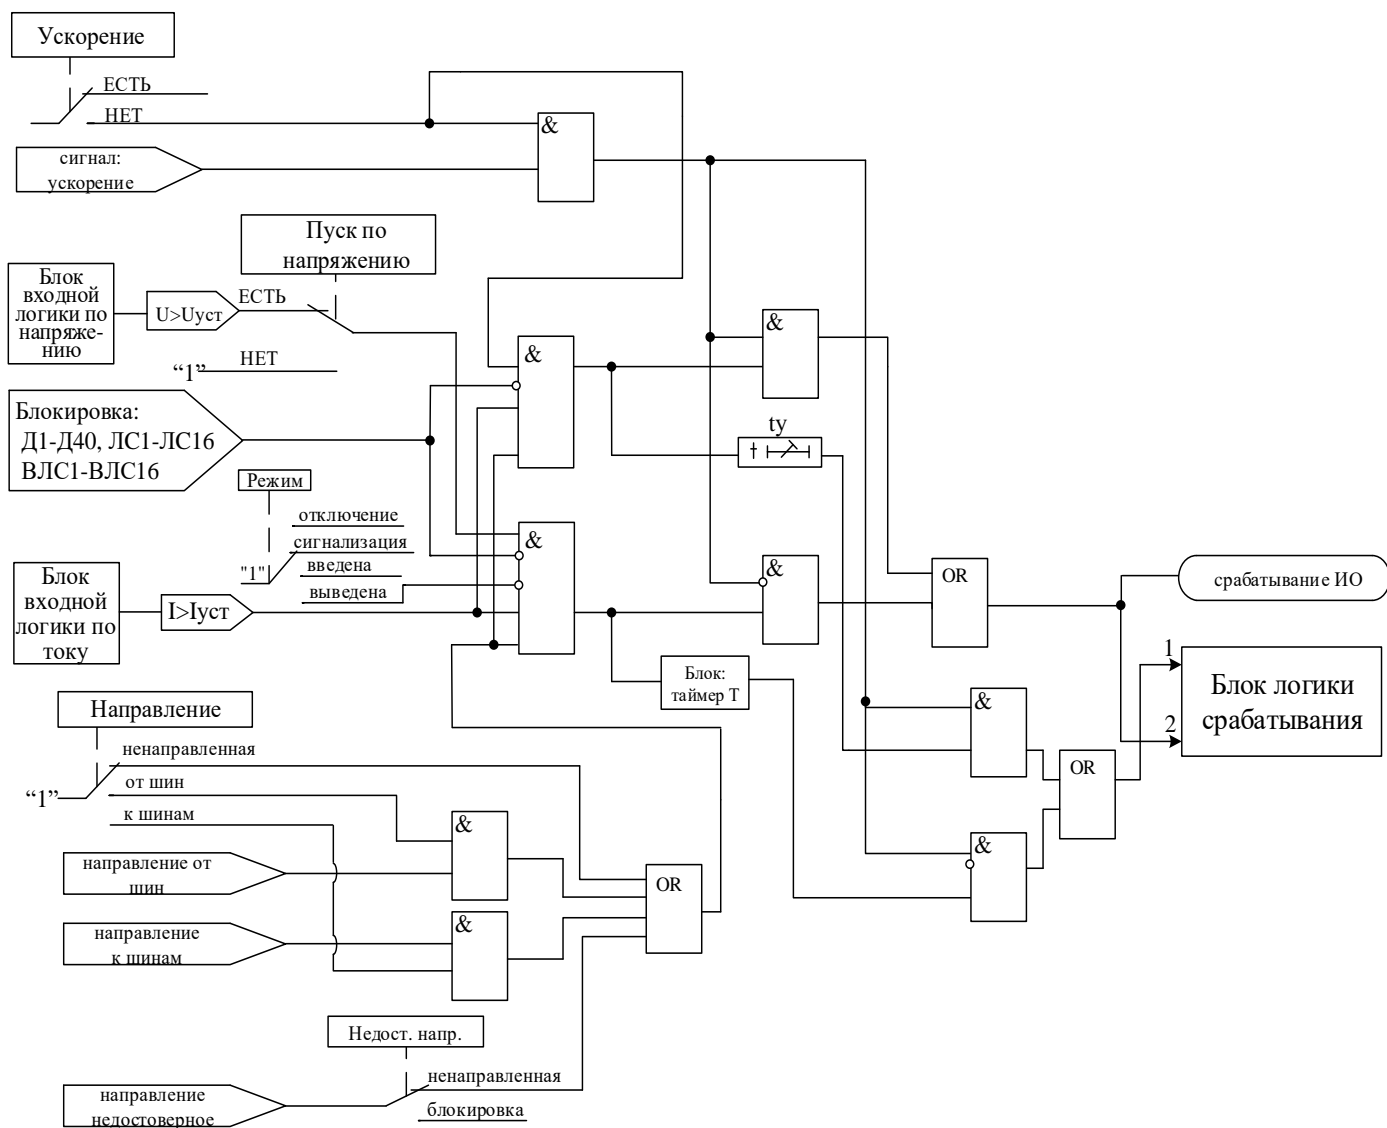 Ускорение
ЕСТЬ
НЕТ
сигнал:
ускорение
&
Пуск по
напряжению
Блок
входной
логики по
напряже-
нию
U>Uуст
ЕСТЬ
"1"
НЕТ
&
&
Блокировка:
Д1-Д40, ЛС1-ЛС16
ВЛС1-ВЛС16
ty
Режим
отключение
сигнализация
"1"
введена
выведена
&
&
OR
срабатывание ИО
Блок
входной
логики по
току
I>Iуст
Блок:
таймер Т
1
2
Блок логики
срабатывания
Направление
ненаправленная
"1"
от шин
к шинам
&
OR
&
&
направление от
шин
OR
направление
к шинам
&
Недост. напр.
ненаправленная
блокировка
направление
недостоверное